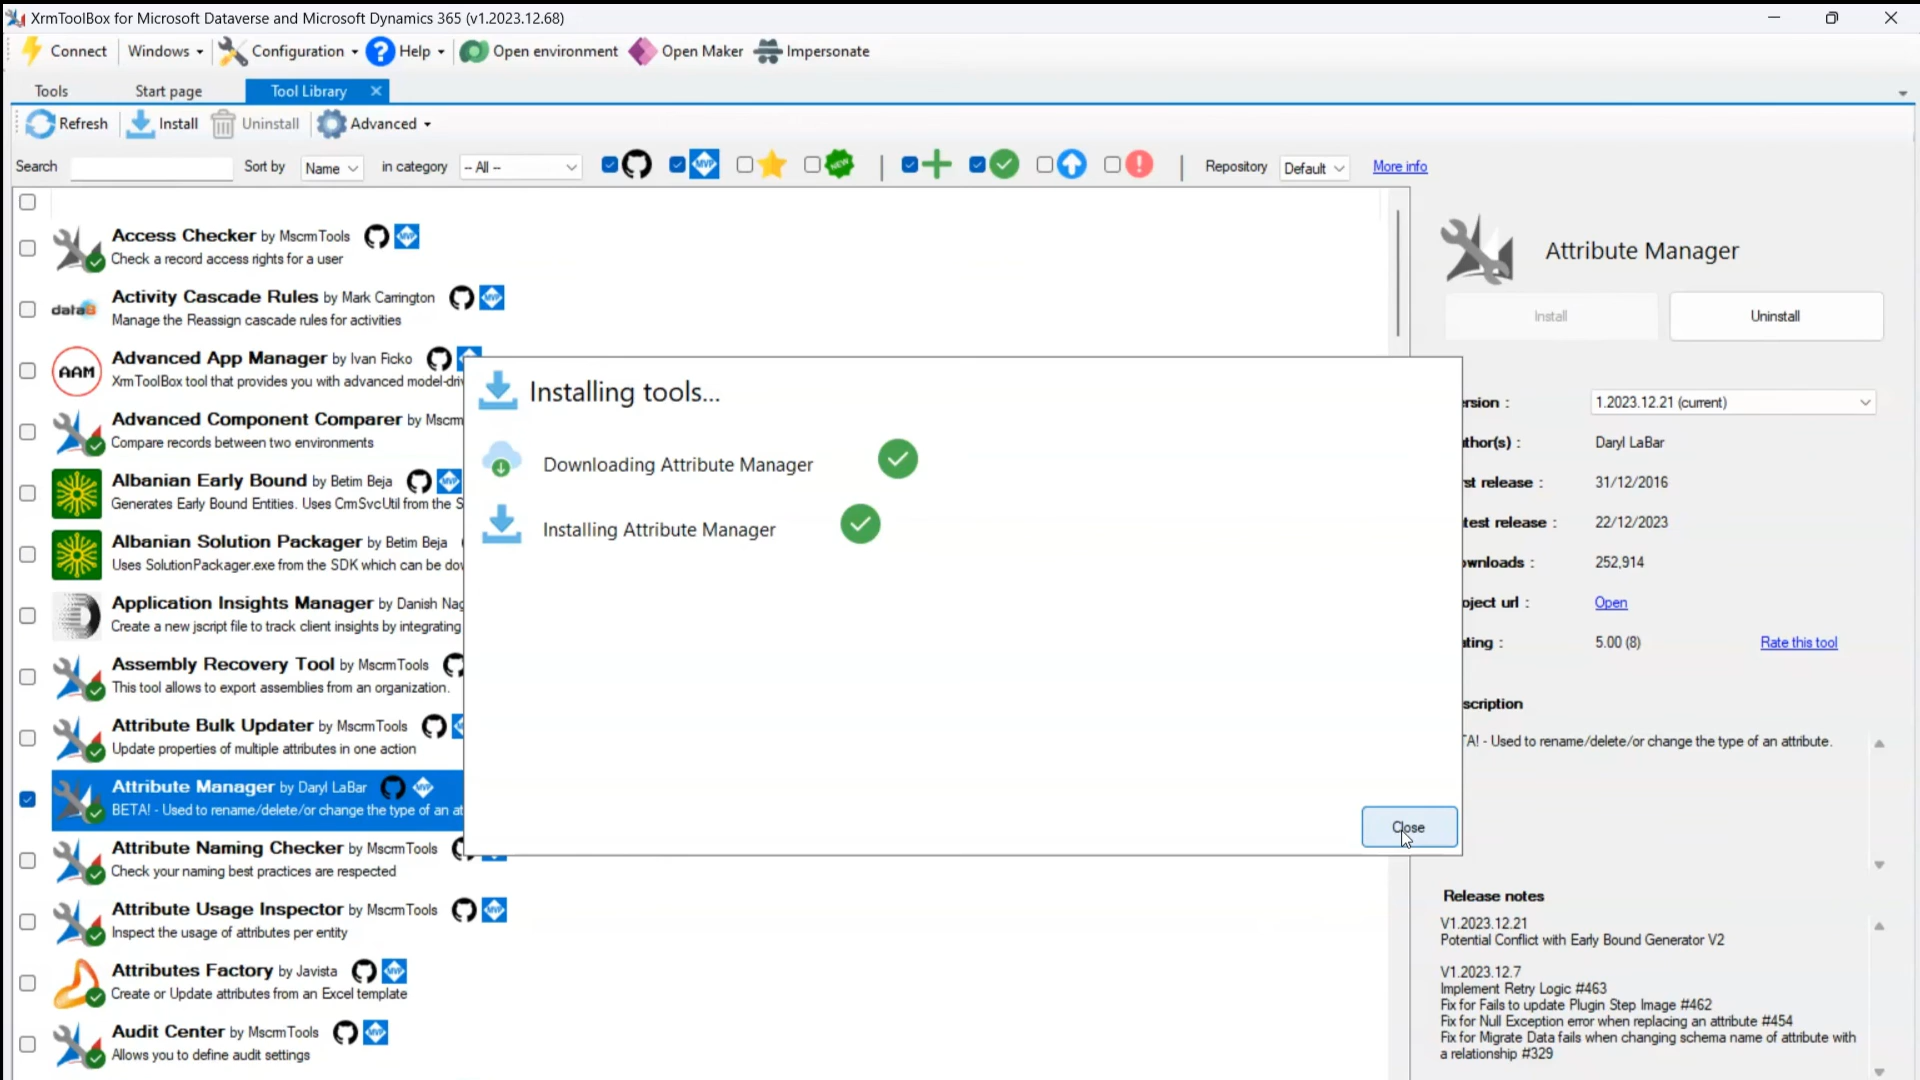 XrmToolBox for Microsoft Dataverse and Microsoft Dynamics 365 (v1.2023.12.68)
Connect Windows Configuration Help Open environment Open Maker Impersonate
Tools Start page Tool Library
Refresh Install Uninstall Advanced
Search Sort by Name in category -- All -- MVP NEW Repository Default More info
Access Checker by MscrmTools MVP
Check a record access rights for a user
Activity Cascade Rules by Mark Carrington MVP
Manage the Reassign cascade rules for activities
AAM
Advanced App Manager by Ivan Ficko
XrmToolBox tool that provides you with advanced model-driv
Advanced Component Comparer by Mscrm
Compare records between two environments
Albanian Early Bound by Betim Beja MVP
Generates Early Bound Entities. Uses CrmSvcUtil from the S
Albanian Solution Packager by Betim Beja
Uses SolutionPackager.exe from the SDK which can be dow
Application Insights Manager by Danish Nag
Create a new jscript file to track client insights by integrating
Assembly Recovery Tool by MscrmTools
This tool allows to export assemblies from an organization.
Attribute Bulk Updater by MscrmTools
Update properties of multiple attributes in one action
Attribute Manager by Daryl LaBar MVP
BETA! - Used to rename/delete/or change the type of an at
Attribute Naming Checker by MscrmTools
Check your naming best practices are respected
Attribute Usage Inspector by MscrmTools MVP
Inspect the usage of attributes per entity
Attributes Factory by Javista MVP
Create or Update attributes from an Excel template
Audit Center by MscrmTools MVP
Allows you to define audit settings
Installing tools...
Downloading Attribute Manager
Installing Attribute Manager
Close
Attribute Manager
Install Uninstall
ersion : 1.2023.12.21 (current)
thor(s) : Daryl LaBar
st release : 31/12/2016
test release : 22/12/2023
ownloads : 252,914
oject url : Open
ating : 5.00 (8) Rate this tool
scription
TA! - Used to rename/delete/or change the type of an attribute.
Release notes
V1.2023.12.21
Potential Conflict with Early Bound Generator V2
V1.2023.12.7
Implement Retry Logic #463
Fix for Fails to update Plugin Step Image #462
Fix for Null Exception error when replacing an attribute #454
Fix for Migrate Data fails when changing schema name of attribute with
a relationship #329